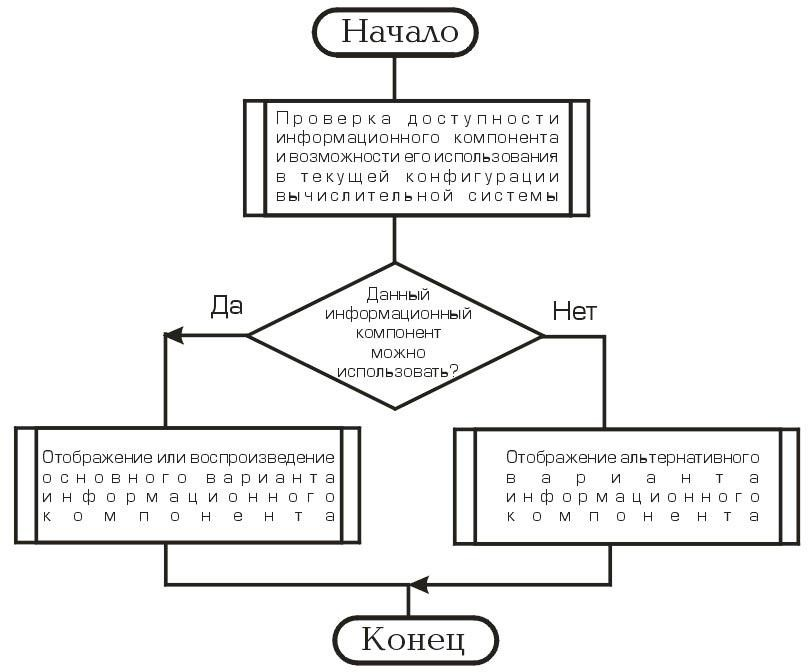 Начало
Проверка доступности
информационного компонента
и возможности его использования
в текущей конфигурации
вычислительной системы
Данный
информационный
компонент
можно
использовать?
Да
Нет
Отображение или воспроизведение
основного варианта
информационного
компонента
Отображение альтернативного
варианта
информационного
компонента
Конец